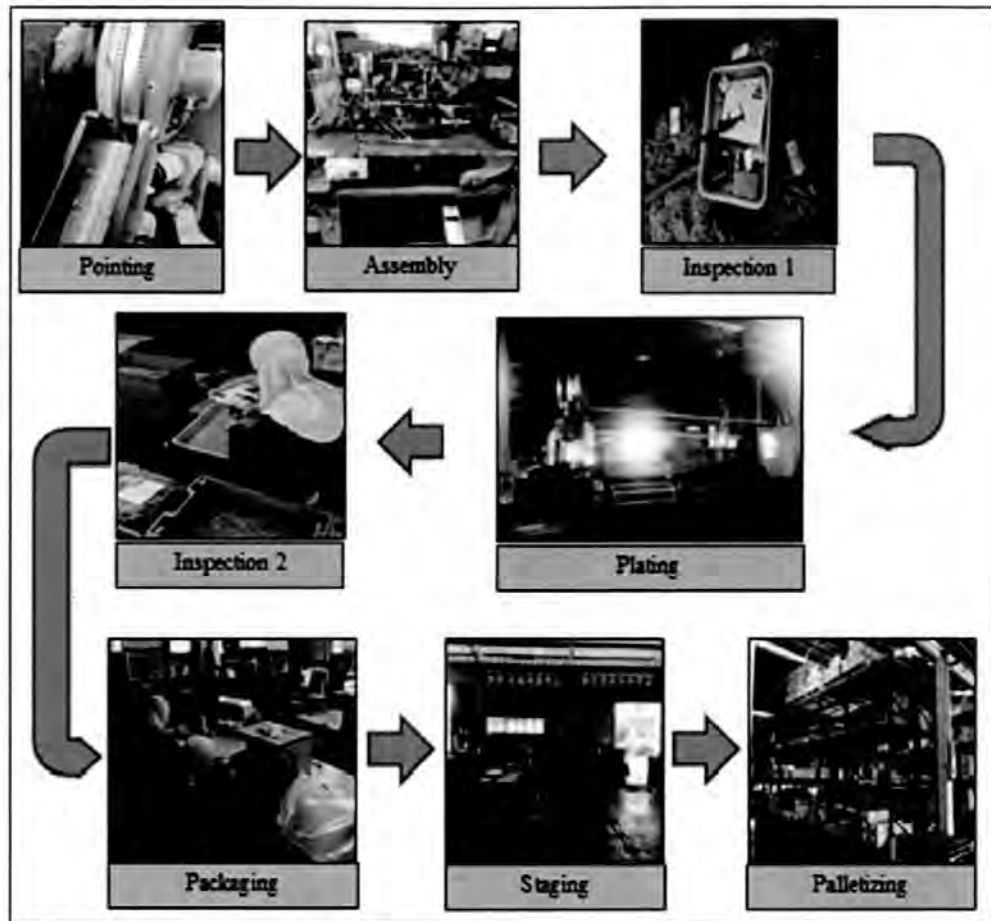 Pointing
Assembly
Inspection 1
Plating
Inspection 2
Packaging
Staging
Palletizing